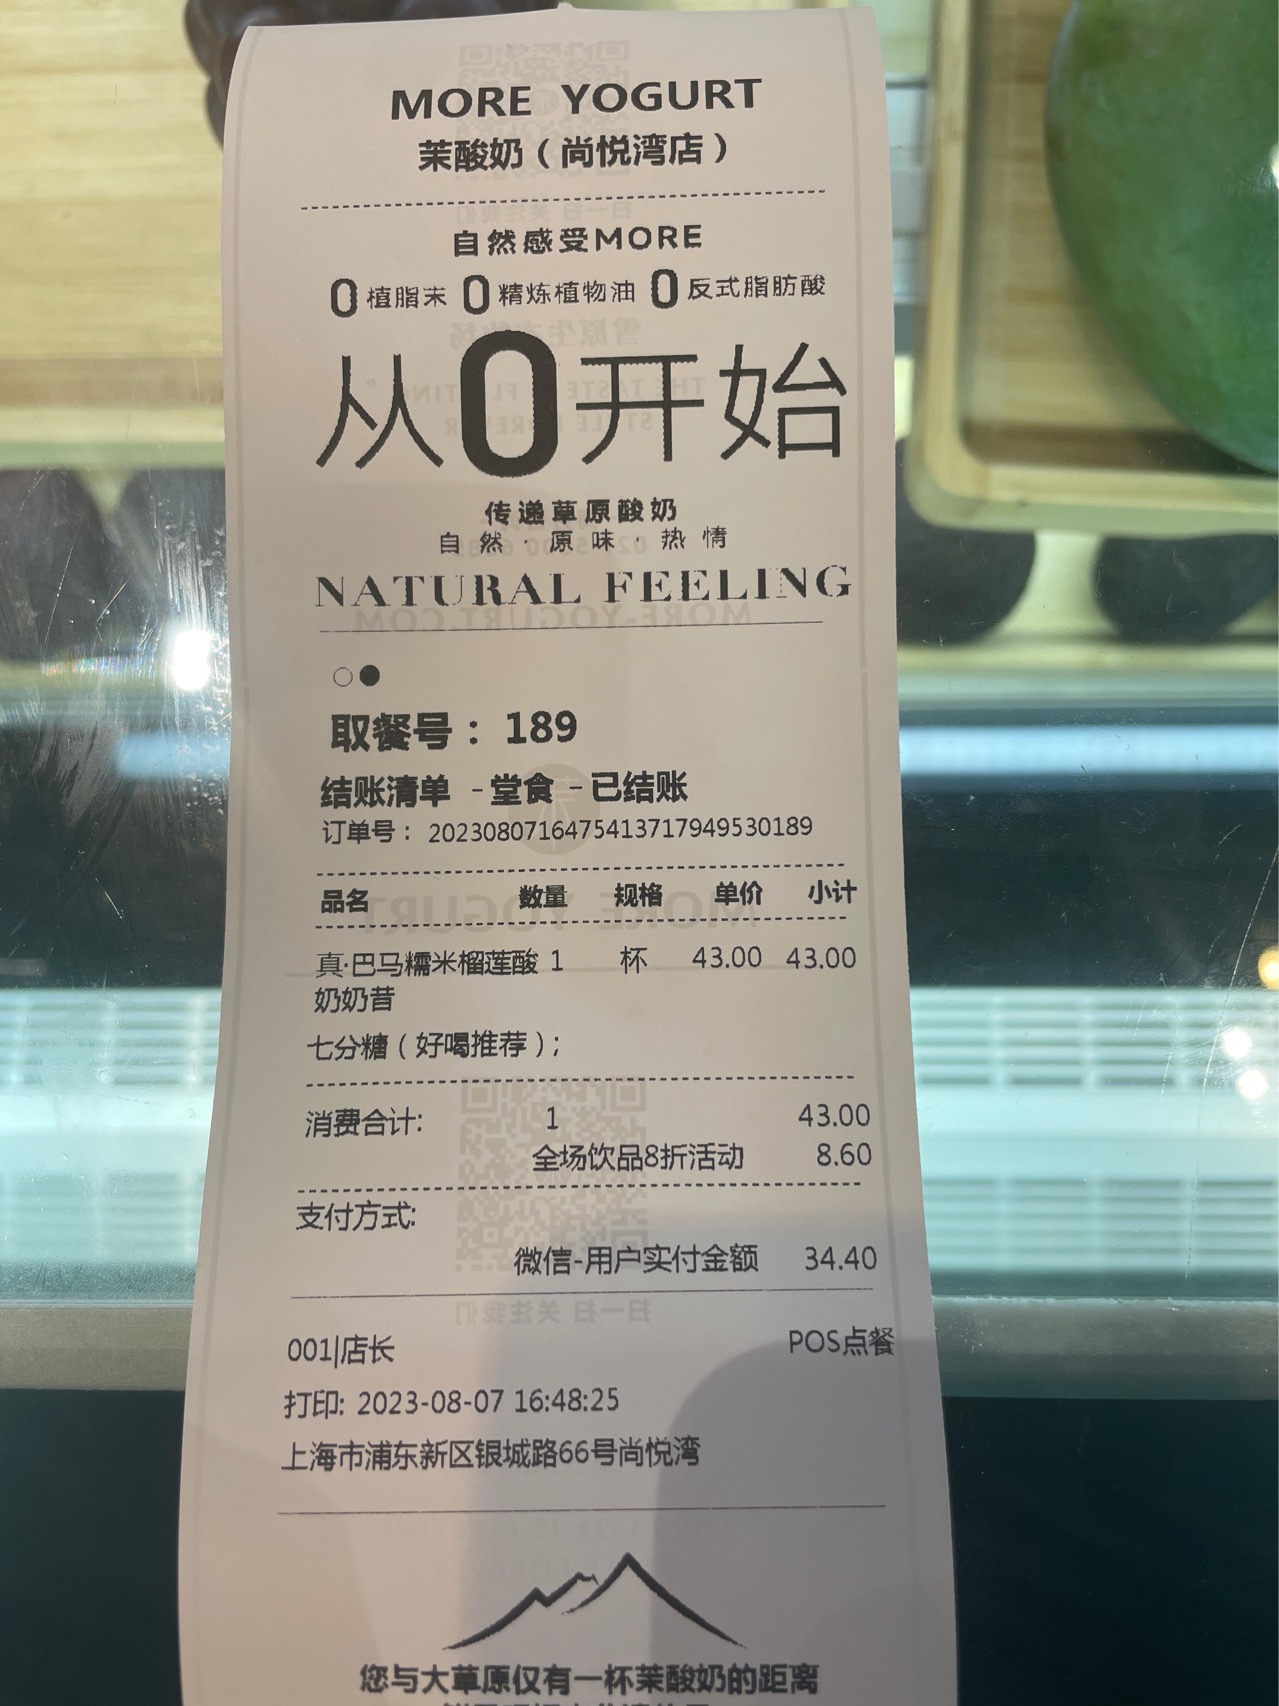 MORE YOGURT
茉酸奶（尚悦湾店）
自然感受MORE
0植脂末 0精炼植物油 0反式脂肪酸
从0开始
传递草原酸奶
自然·原味·热情
NATURAL FEELING
取餐号：189
结账清单 -堂食 -已结账
订单号：2023080716475413717949530189
品名 数量 规格 单价 小计
真·巴马糯米榴莲酸 1 杯 43.00 43.00
奶奶昔
七分糖（好喝推荐）;
消费合计: 1 43.00
全场饮品8折活动 8.60
支付方式:
微信-用户实付金额 34.40
001|店长 POS点餐
打印: 2023-08-07 16:48:25
上海市浦东新区银城路66号尚悦湾
您与大草原仅有一杯茉酸奶的距离